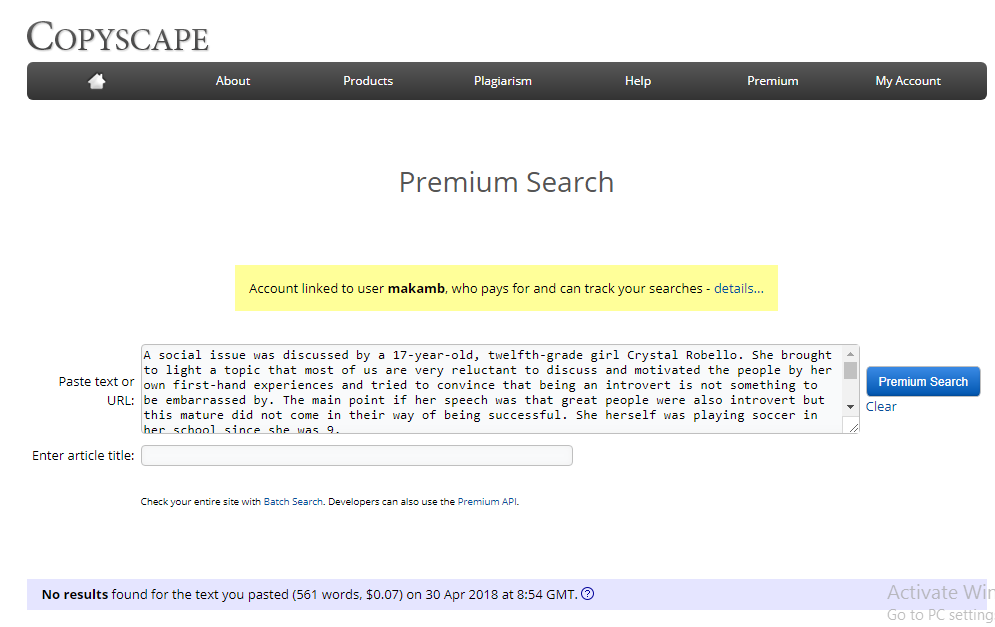 COPYSCAPE
About Products Plagiarism Help Premium My Account
Premium Search
Account linked to user makamb, who pays for and can track your searches - details...
Paste text or URL:
A social issue was discussed by a 17-year-old, twelfth-grade girl Crystal Robello. She brought
to light a topic that most of us are very reluctant to discuss and motivated the people by her
own first-hand experiences and tried to convince that being an introvert is not something to
be embarrassed by. The main point if her speech was that great people were also introvert but
this mature did not come in their way of being successful. She herself was playing soccer in
her school since she was 9.
Premium Search
Clear
Enter article title:
Check your entire site with Batch Search. Developers can also use the Premium API.
No results found for the text you pasted (561 words, $0.07) on 30 Apr 2018 at 8:54 GMT. ?
Activate Win
Go to PC setting